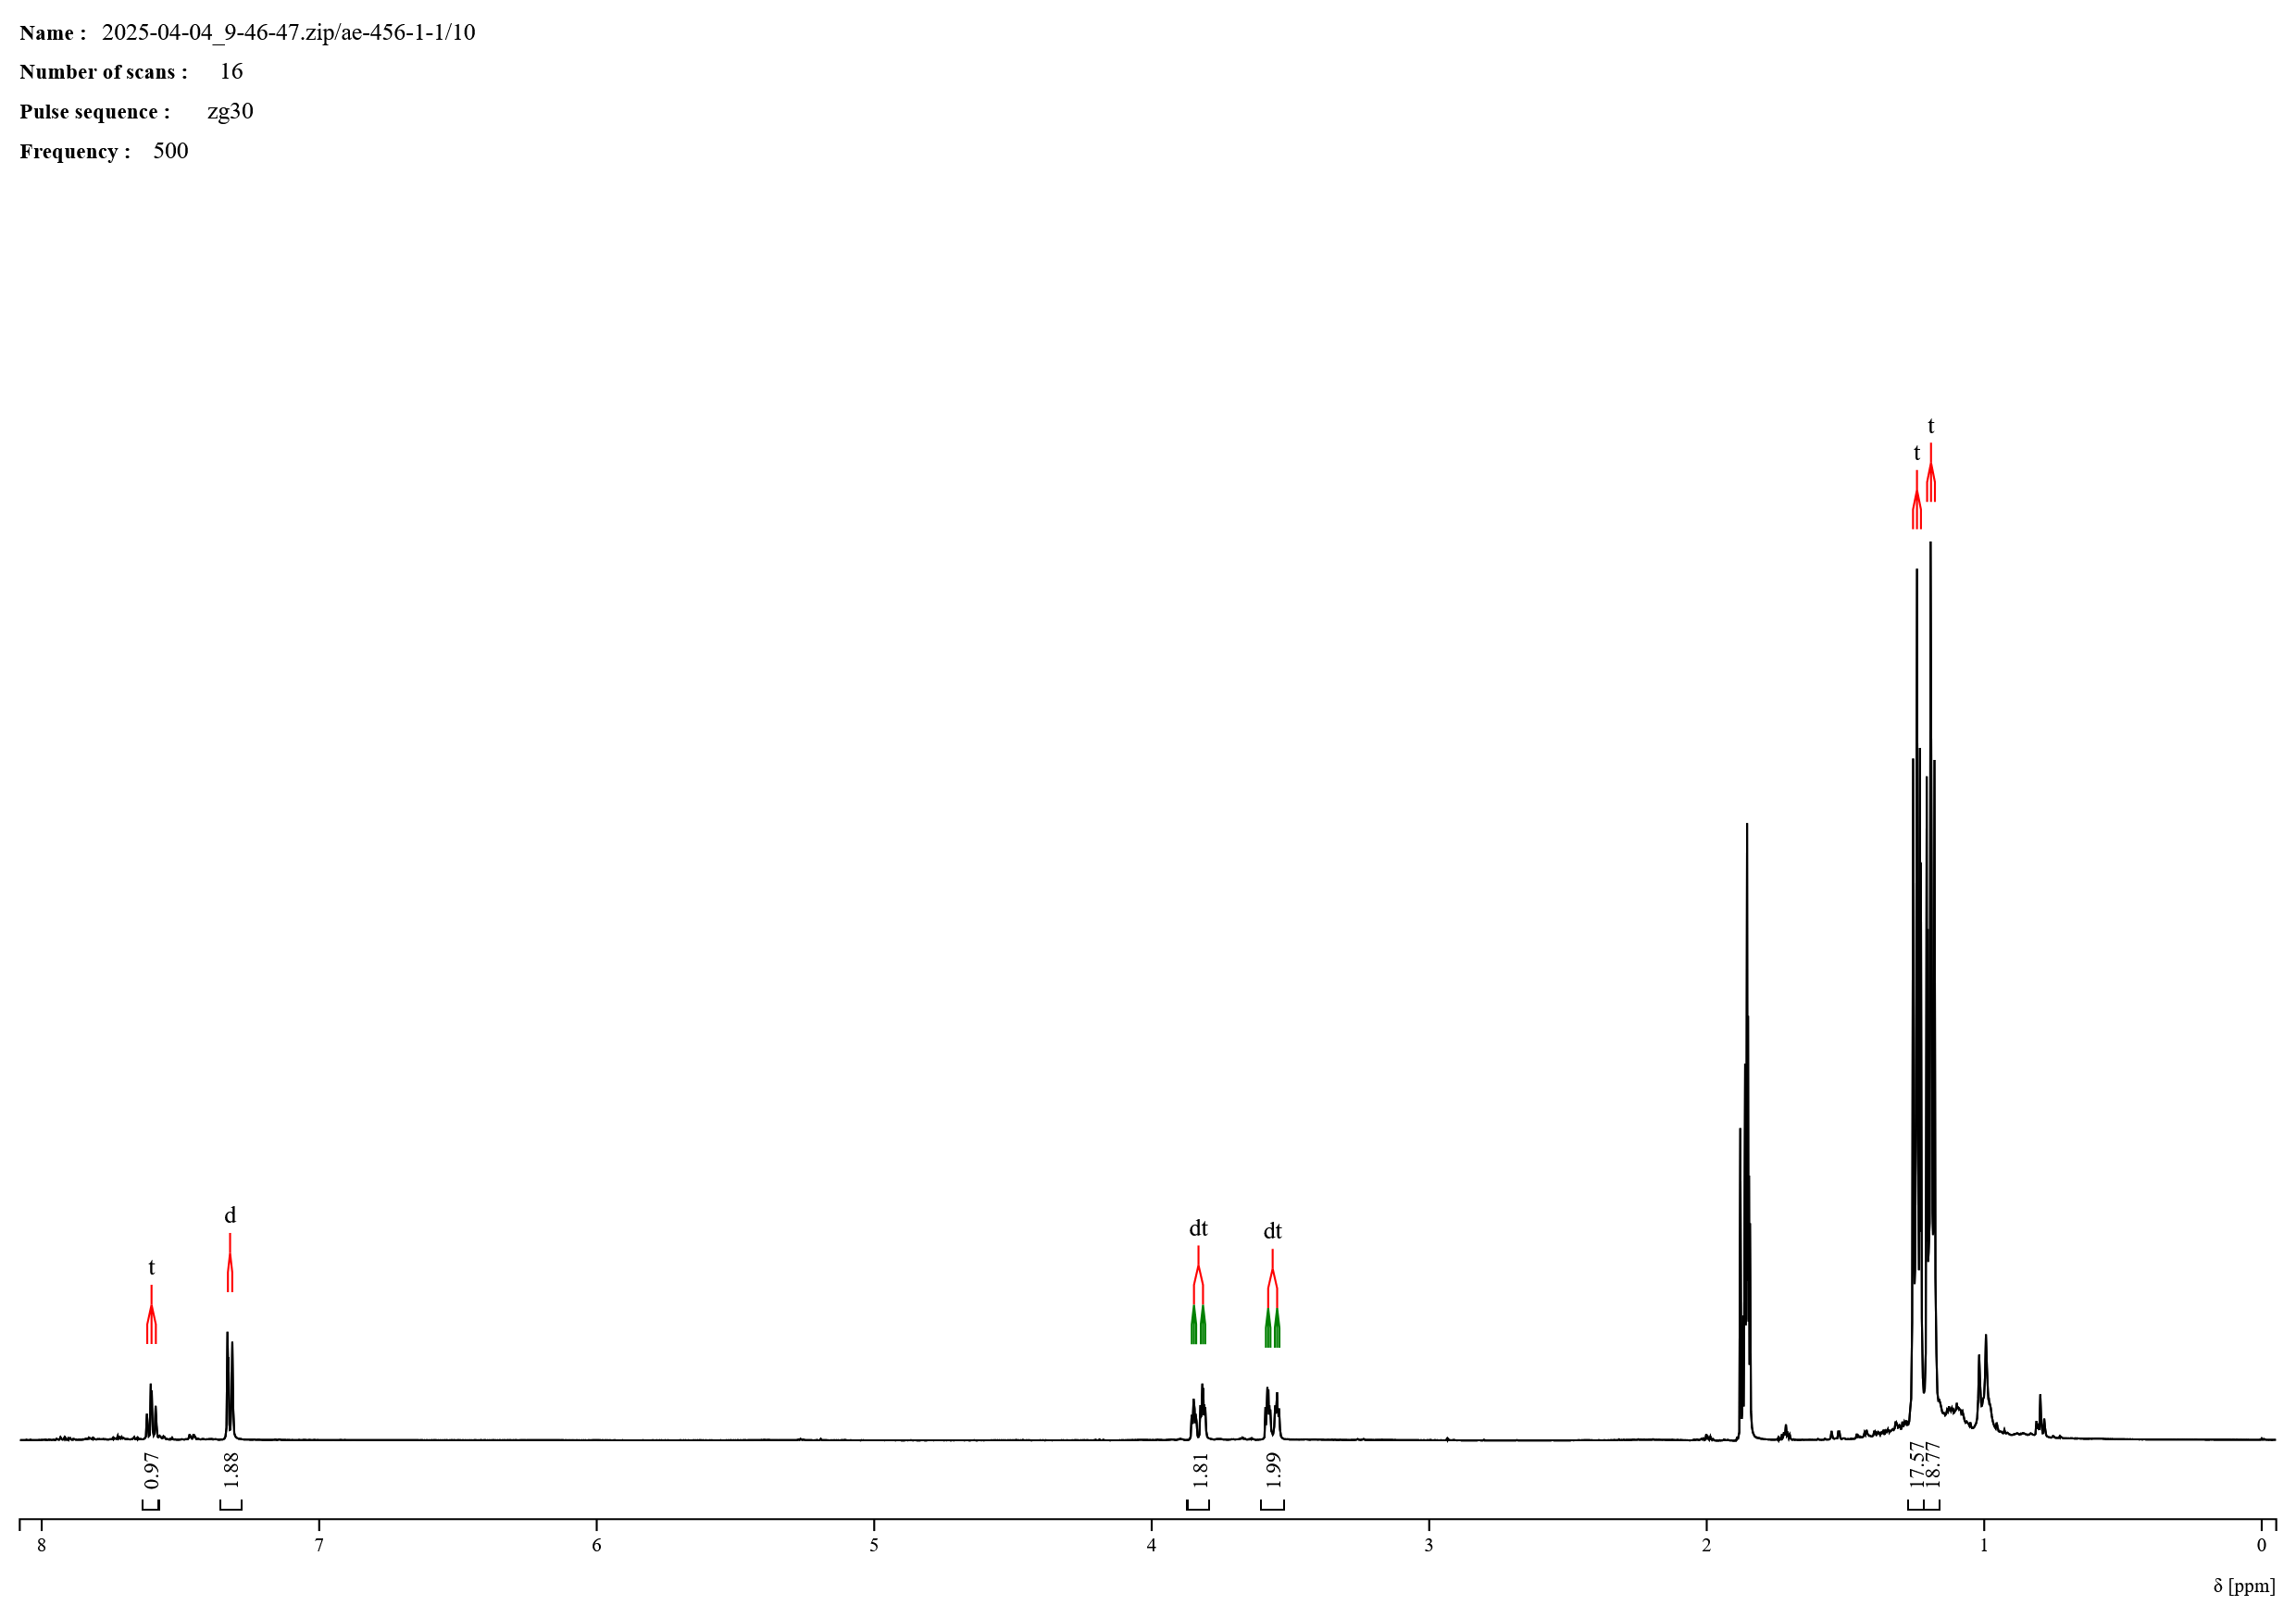 Name : 2025-04-04_9-46-47.zip/ae-456-1-1/10
Number of scans : 16
Pulse sequence : zg30
Frequency : 500
t
t
d
t
dt
dt
0.97
1.88
1.81
1.99
17.57
18.77
8 7 6 5 4 3 2 1 0
δ [ppm]